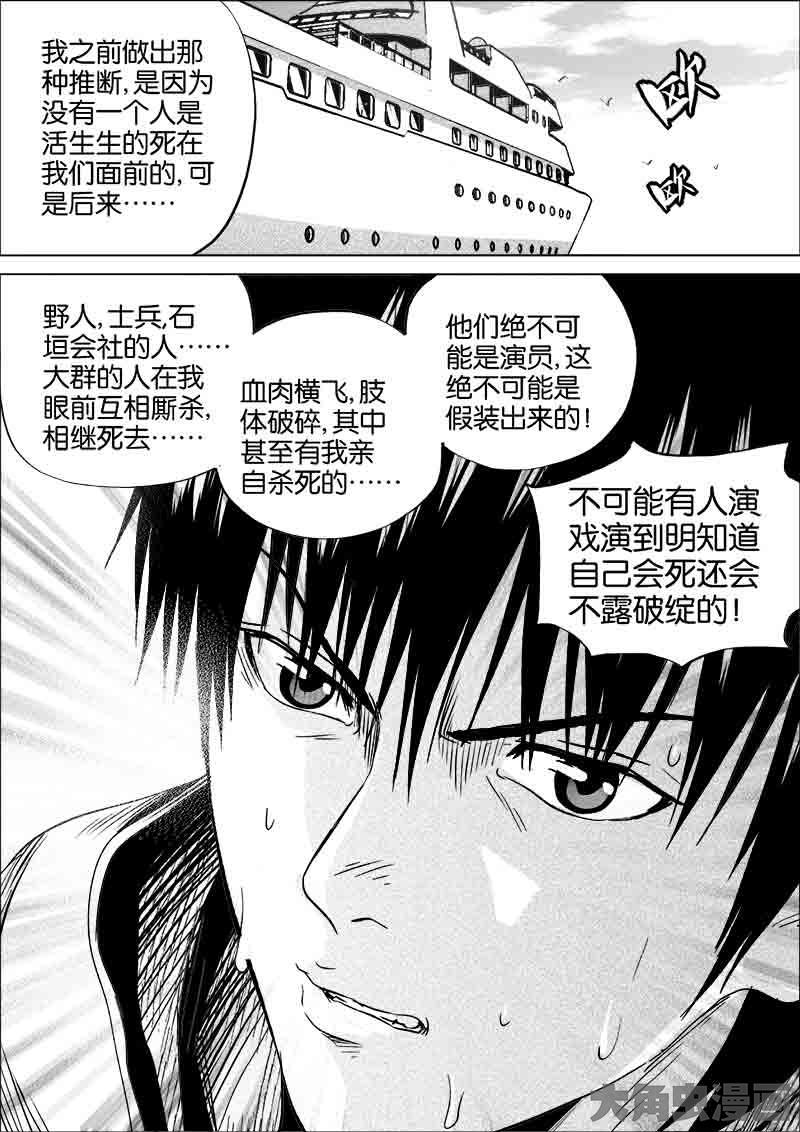 我之前做出那
种推断,是因为
没有一个人是
活生生的死在
我们面前的,可
是后来……
欧
欧
野人,士兵,石
垣会社的人……
大群的人在我
眼前互相厮杀,
相继死去……
血肉横飞,肢
体破碎,其中
甚至有我亲
自杀死的……
他们绝不可
能是演员,这
绝不可能是
假装出来的!
不可能有人演
戏演到明知道
自己会死还会
不露破绽的!
大角虫漫画